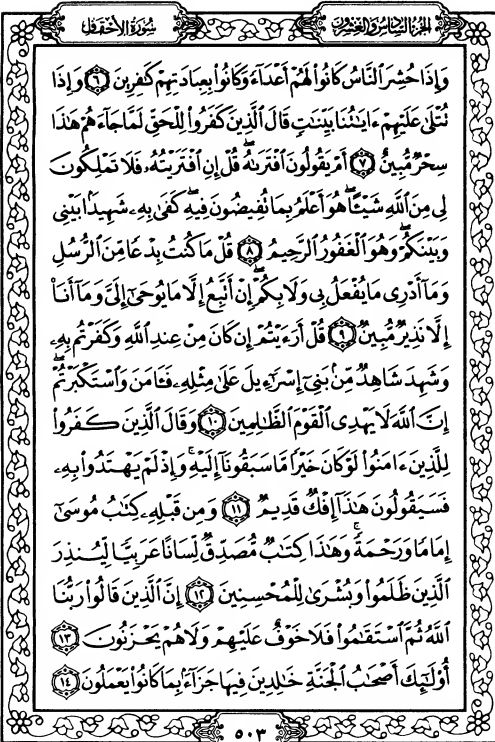 الجزء السادس والعشرون
سورة الأحقاف
وَإِذَا حُشِرَ ٱلنَّاسُ كَانُوا۟ لَهُمْ أَعْدَآءً وَكَانُوا۟ بِعِبَادَتِهِمْ كَٰفِرِينَ ٦ وَإِذَا
تُتْلَىٰ عَلَيْهِمْ ءَايَٰتُنَا بَيِّنَٰتٍ قَالَ ٱلَّذِينَ كَفَرُوا۟ لِلْحَقِّ لَمَّا جَآءَهُمْ هَٰذَا
سِحْرٌ مُّبِينٌ ٧ أَمْ يَقُولُونَ ٱفْتَرَىٰهُ ۖ قُلْ إِنِ ٱفْتَرَيْتُهُۥ فَلَا تَمْلِكُونَ
لِى مِنَ ٱللَّهِ شَيْـًٔا ۖ هُوَ أَعْلَمُ بِمَا تُفِيضُونَ فِيهِ ۖ كَفَىٰ بِهِۦ شَهِيدًۢا بَيْنِى
وَبَيْنَكُمْ ۖ وَهُوَ ٱلْغَفُورُ ٱلرَّحِيمُ ٨ قُلْ مَا كُنتُ بِدْعًا مِّنَ ٱلرُّسُلِ
وَمَآ أَدْرِى مَا يُفْعَلُ بِى وَلَا بِكُمْ ۖ إِنْ أَتَّبِعُ إِلَّا مَا يُوحَىٰٓ إِلَىَّ وَمَآ أَنَا۠
إِلَّا نَذِيرٌ مُّبِينٌ ٩ قُلْ أَرَءَيْتُمْ إِن كَانَ مِنْ عِندِ ٱللَّهِ وَكَفَرْتُم بِهِۦ
وَشَهِدَ شَاهِدٌ مِّنۢ بَنِىٓ إِسْرَٰٓءِيلَ عَلَىٰ مِثْلِهِۦ فَـَٔامَنَ وَٱسْتَكْبَرْتُمْ ۖ
إِنَّ ٱللَّهَ لَا يَهْدِى ٱلْقَوْمَ ٱلظَّٰلِمِينَ ١٠ وَقَالَ ٱلَّذِينَ كَفَرُوا۟
لِلَّذِينَ ءَامَنُوا۟ لَوْ كَانَ خَيْرًا مَّا سَبَقُونَآ إِلَيْهِ ۚ وَإِذْ لَمْ يَهْتَدُوا۟ بِهِۦ
فَسَيَقُولُونَ هَٰذَآ إِفْكٌ قَدِيمٌ ١١ وَمِن قَبْلِهِۦ كِتَٰبُ مُوسَىٰٓ
إِمَامًا وَرَحْمَةً ۚ وَهَٰذَا كِتَٰبٌ مُّصَدِّقٌ لِّسَانًا عَرَبِيًّا لِّيُنذِرَ
ٱلَّذِينَ ظَلَمُوا۟ وَبُشْرَىٰ لِلْمُحْسِنِينَ ١٢ إِنَّ ٱلَّذِينَ قَالُوا۟ رَبُّنَا
ٱللَّهُ ثُمَّ ٱسْتَقَٰمُوا۟ فَلَا خَوْفٌ عَلَيْهِمْ وَلَا هُمْ يَحْزَنُونَ ١٣
أُو۟لَٰٓئِكَ أَصْحَٰبُ ٱلْجَنَّةِ خَٰلِدِينَ فِيهَا جَزَآءًۢ بِمَا كَانُوا۟ يَعْمَلُونَ ١٤
٥٠٣